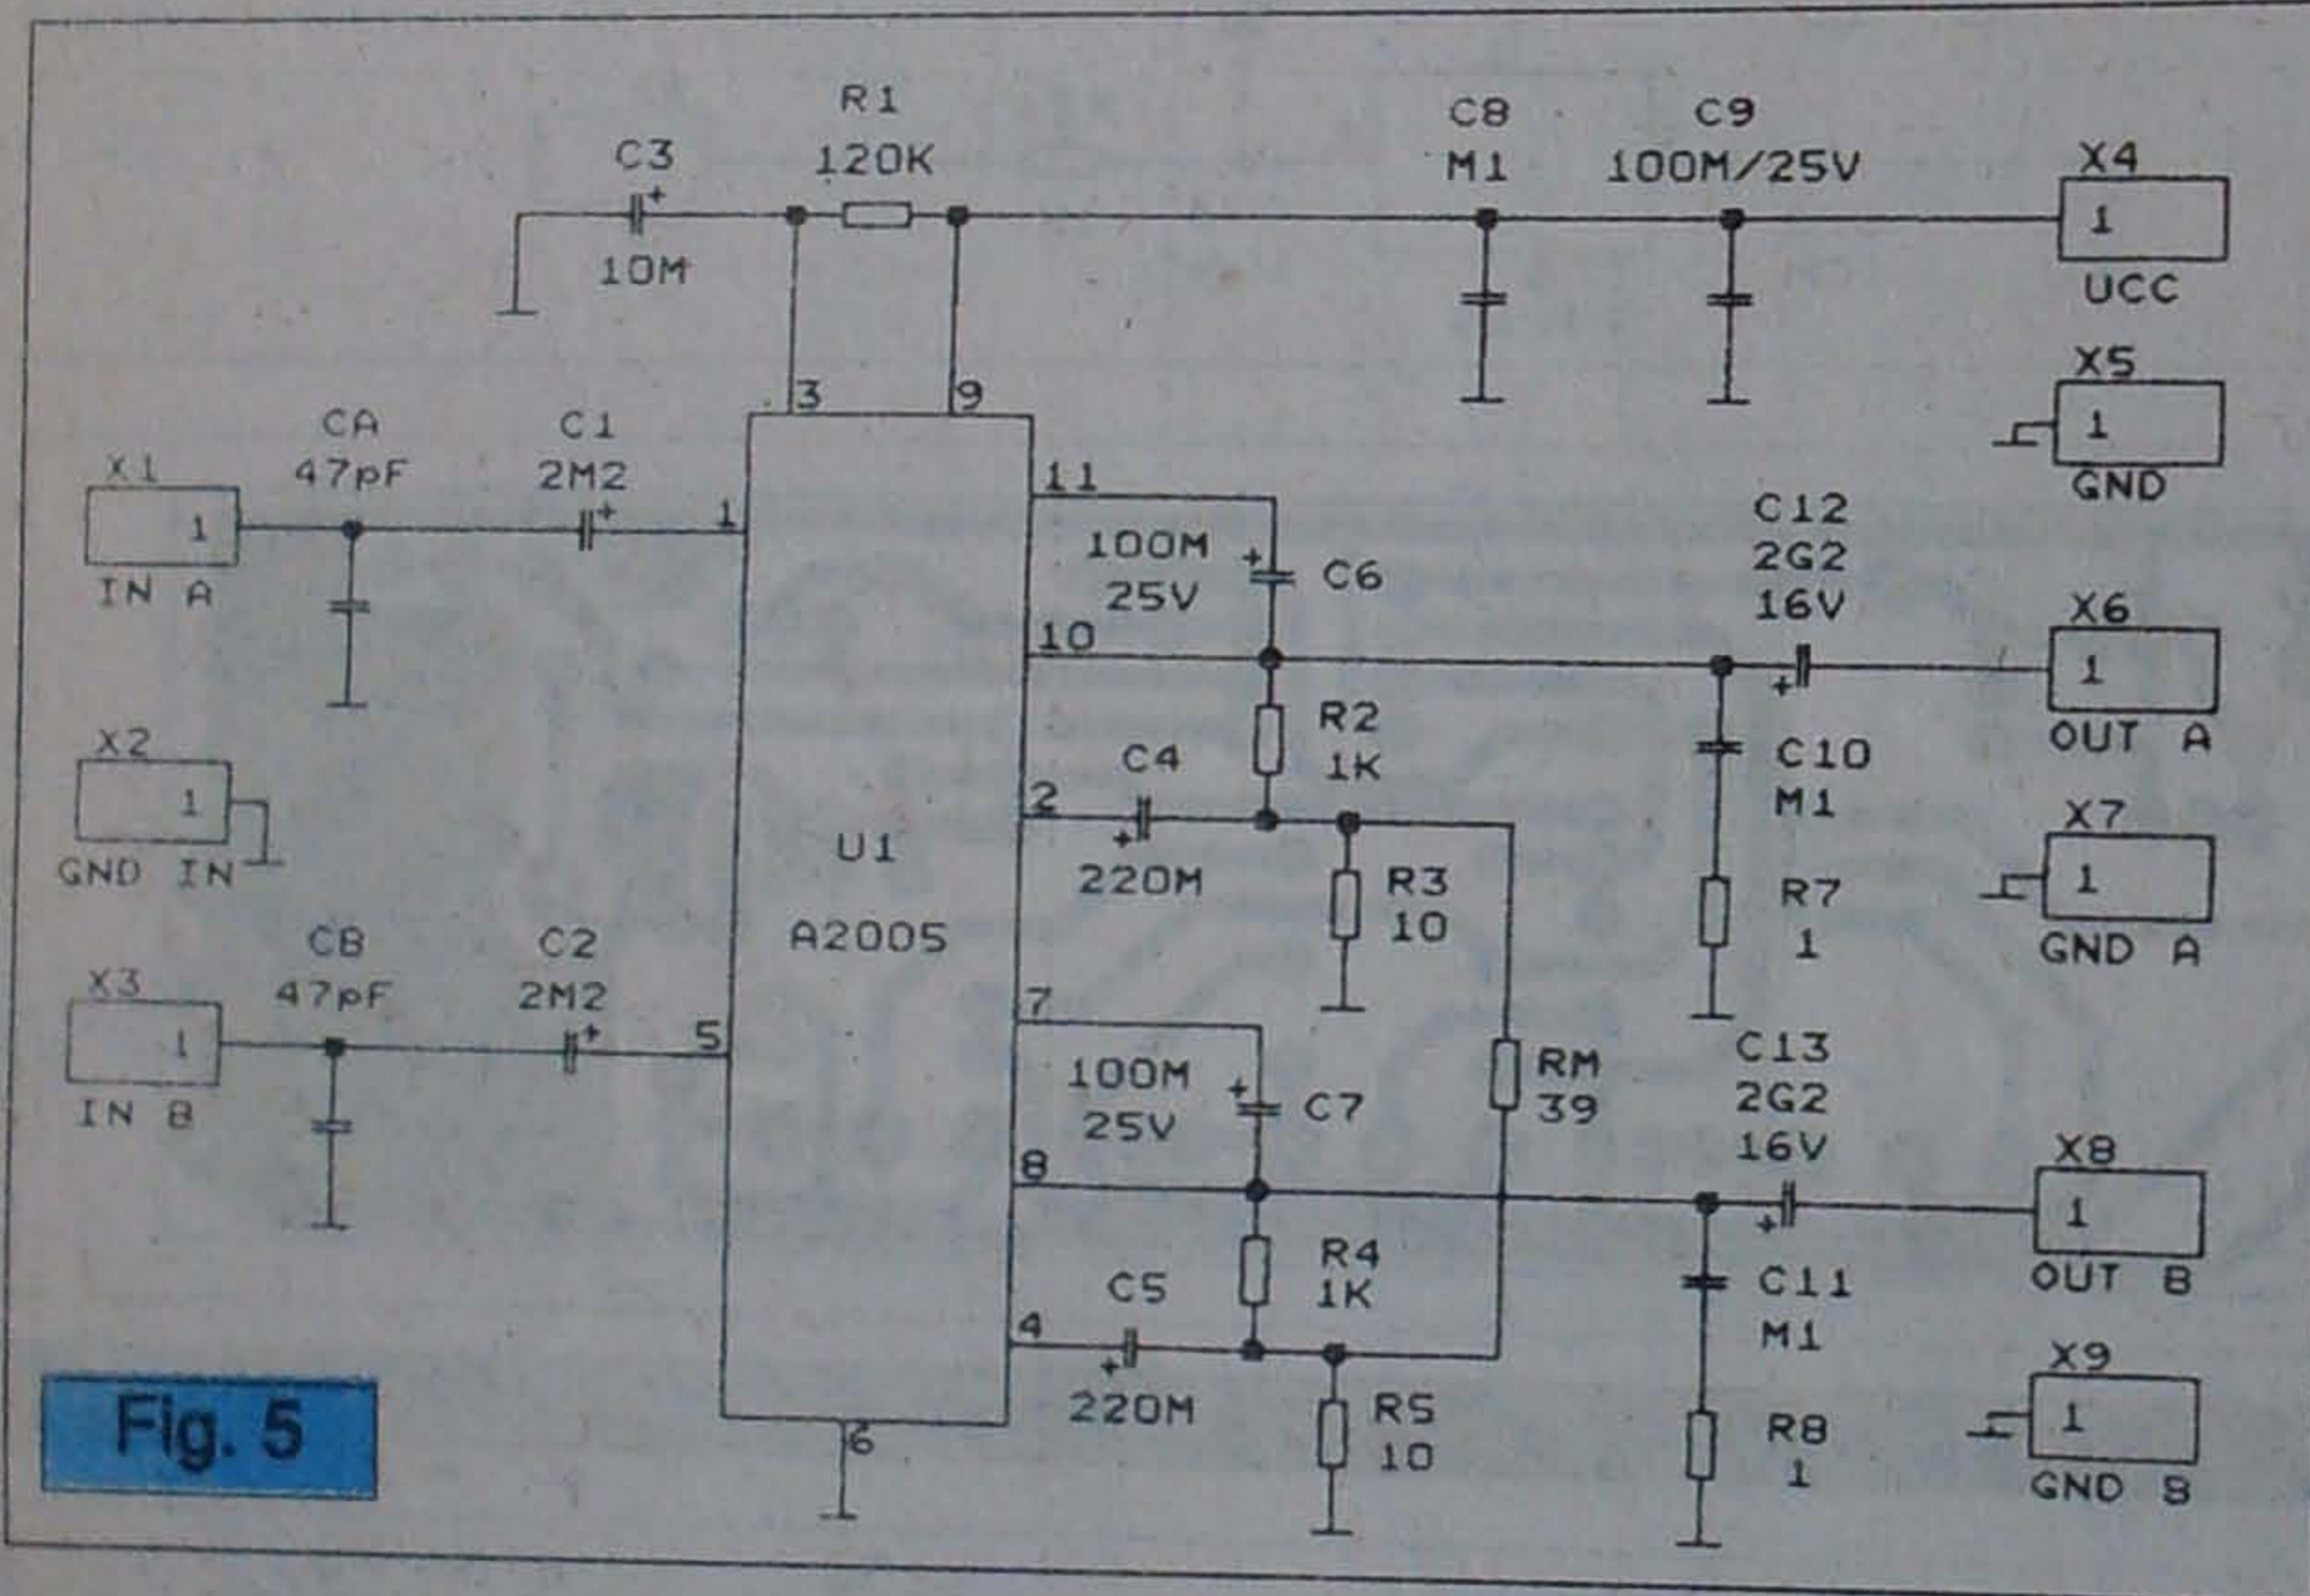 R1
120K
C3
10M
C8
M1
C9
100M/25V
X4
1
UCC
X5
1
GND
3
9
CA
47pF
C1
2M2
X1
1
IN A
1
11
100M
25V
C6
C12
2G2
16V
10
X6
1
OUT A
R2
1K
C10
M1
X2
1
GND IN
C4
2
220M
R3
10
R7
1
X7
1
GND A
U1
A2005
CB
47pF
C2
2M2
X3
1
IN B
5
7
100M
25V
C7
RM
39
C13
2G2
16V
8
X8
1
OUT B
R4
1K
C11
M1
C5
4
220M
R5
10
R8
1
X9
1
GND B
6
Fig. 5